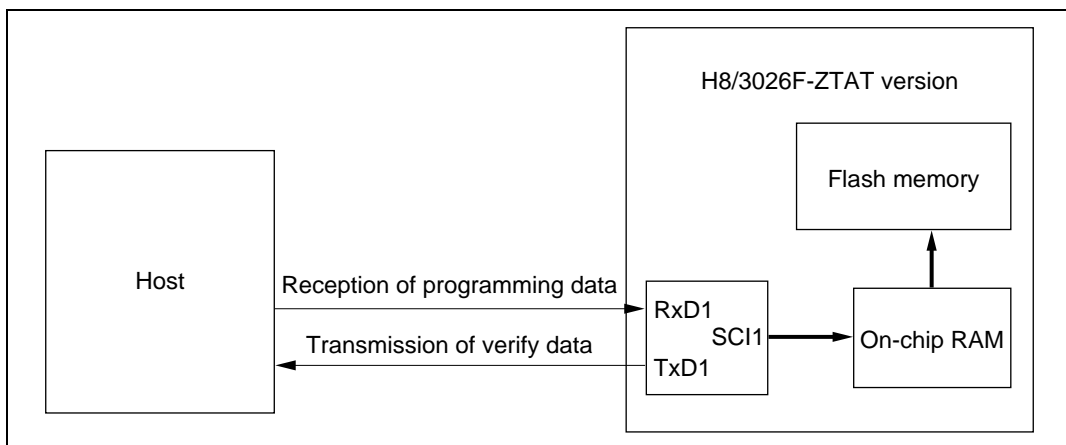 H8/3026F-ZTAT version
Flash memory
Host
Reception of programming data
RxD1
SCI1
On-chip RAM
Transmission of verify data
TxD1